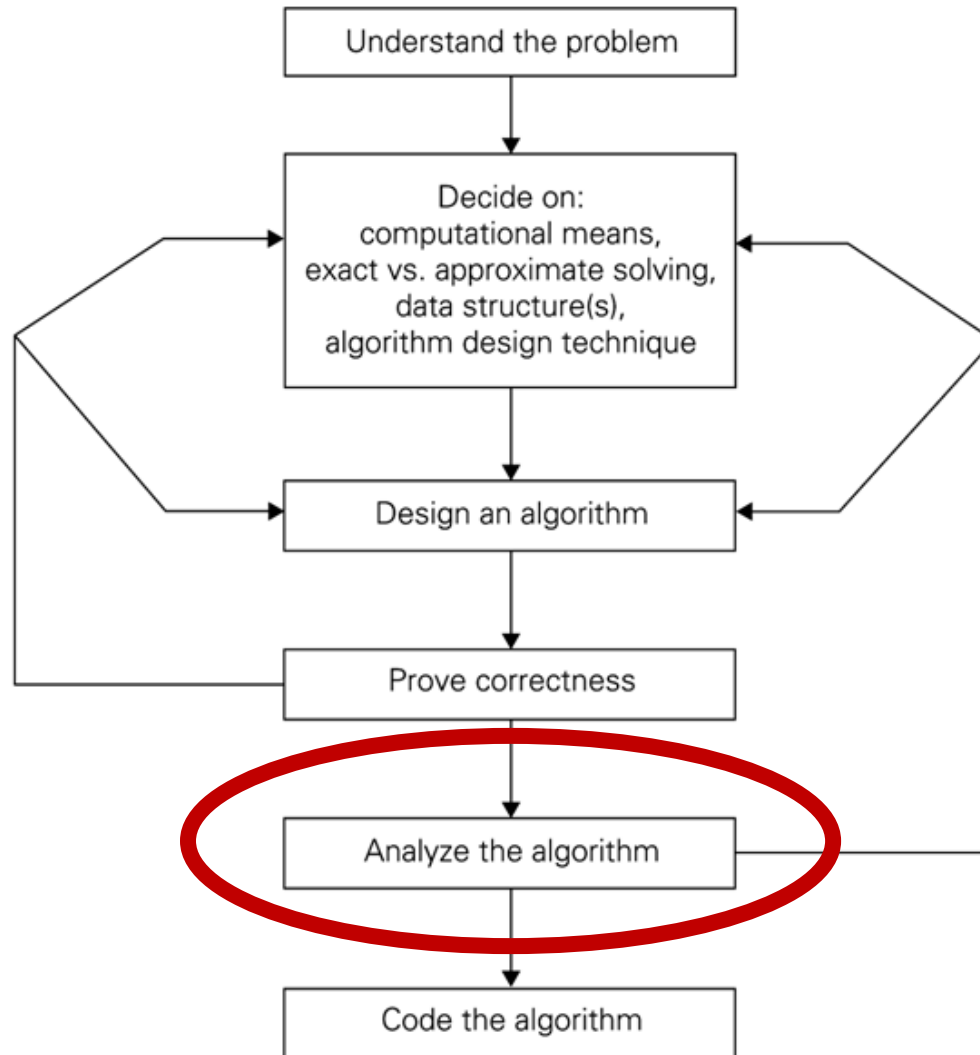 Understand the problem
Decide on:
computational means,
exact vs. approximate solving,
data structure(s),
algorithm design technique
Design an algorithm
Prove correctness
Analyze the algorithm
Code the algorithm